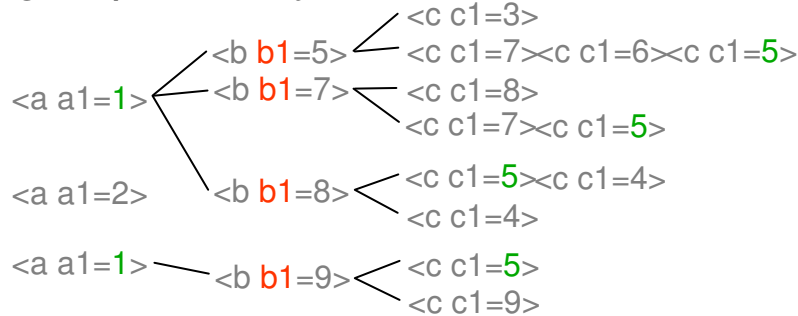 <c c1=3>
<b b1=5>
<c c1=7><c c1=6><c c1=5>
<a a1=1>
<b b1=7>
<c c1=8>
<c c1=7><c c1=5>
<a a1=2>
<b b1=8>
<c c1=5><c c1=4>
<c c1=4>
<a a1=1>
<b b1=9>
<c c1=5>
<c c1=9>